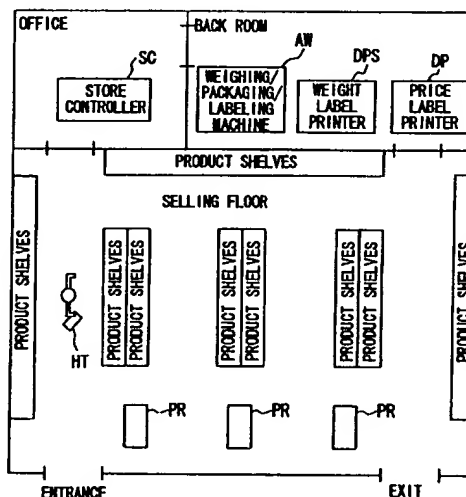 OFFICE
BACK ROOM
SC
AW
DPS
DP
STORE
CONTROLLER
WEIGHING/
PACKAGING/
LABELING
MACHINE
WEIGHT
LABEL
PRINTER
PRICE
LABEL
PRINTER
PRODUCT SHELVES
SELLING FLOOR
PRODUCT SHELVES
PRODUCT SHELVES
PRODUCT SHELVES
PRODUCT SHELVES
PRODUCT SHELVES
PRODUCT SHELVES
PRODUCT SHELVES
PRODUCT SHELVES
HT
PR
PR
PR
ENTRANCE
EXIT